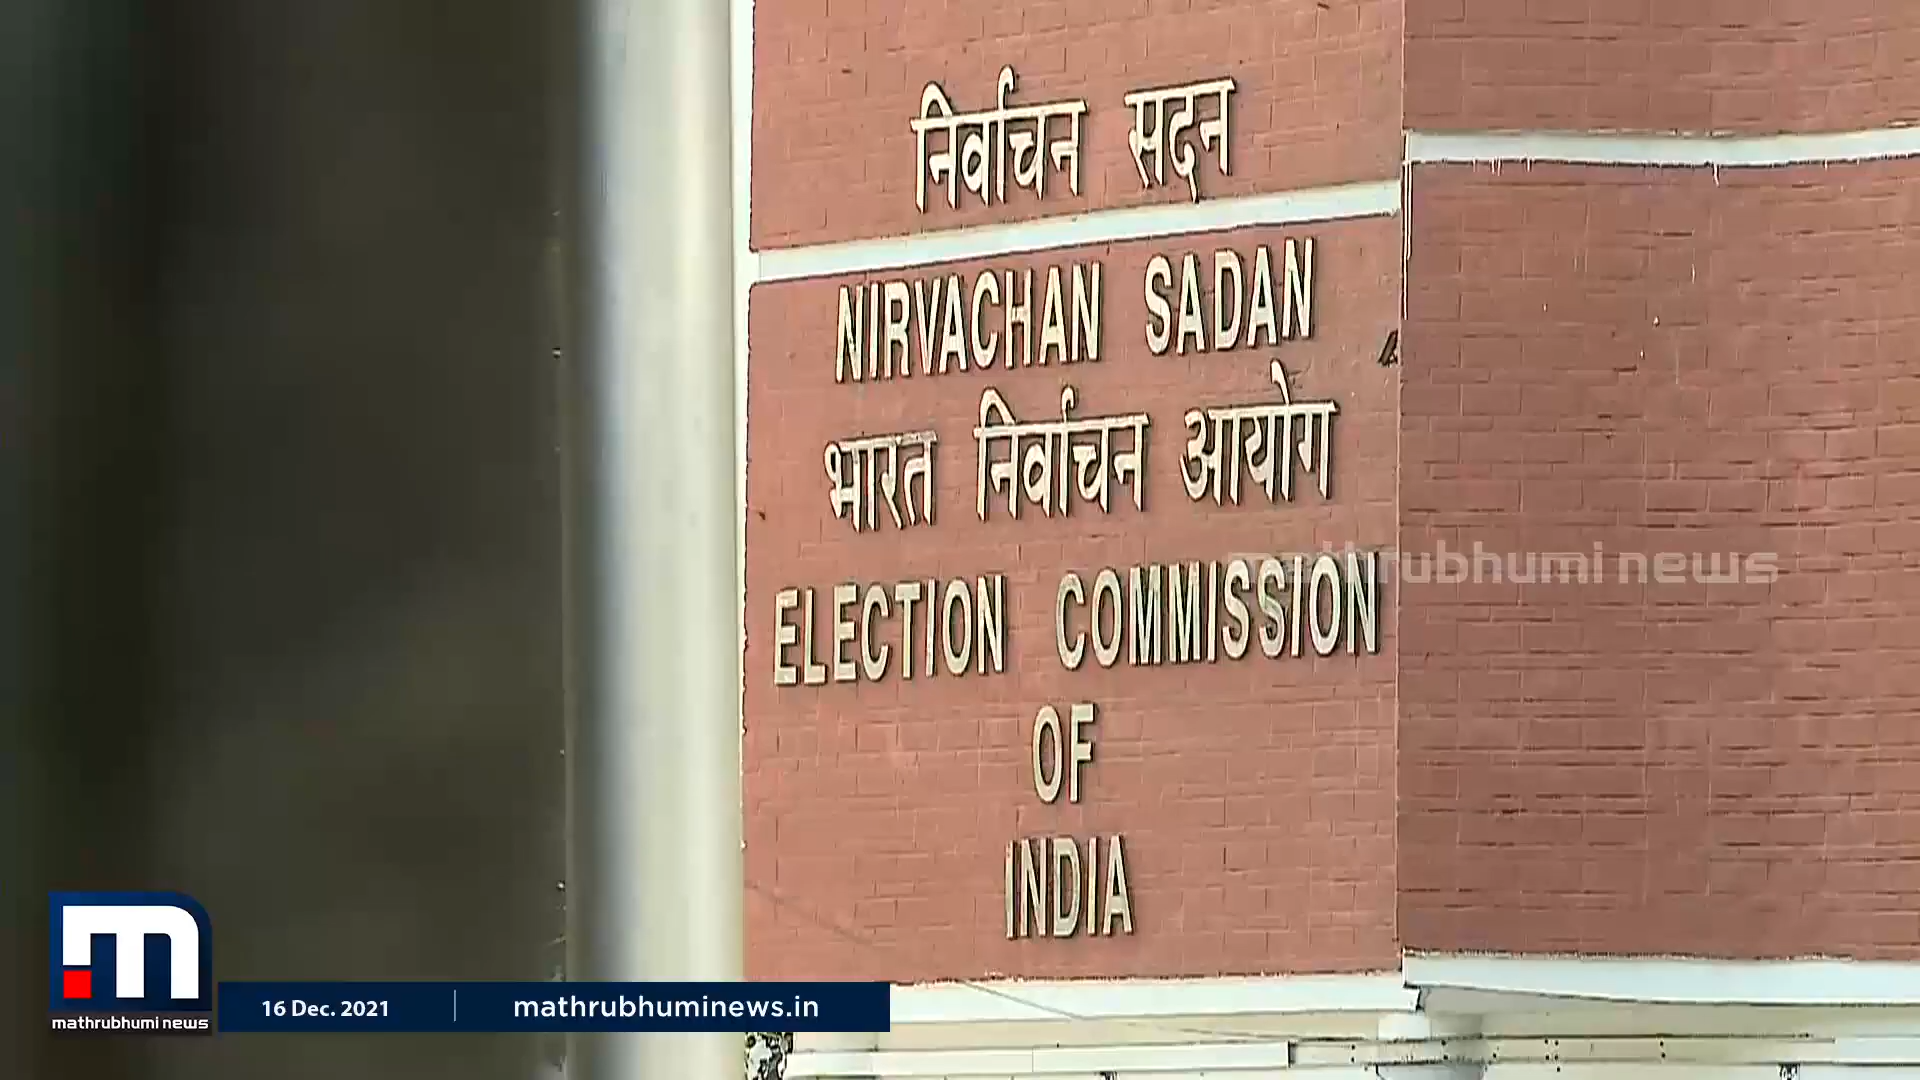 निर्वाचन सदन
NIRVACHAN SADAN
भारत निर्वाचन आयोग
ELECTION COMMISSION
OF
INDIA
mathrubhumi news
mathrubhumi news
16 Dec. 2021
mathrubhuminews.in